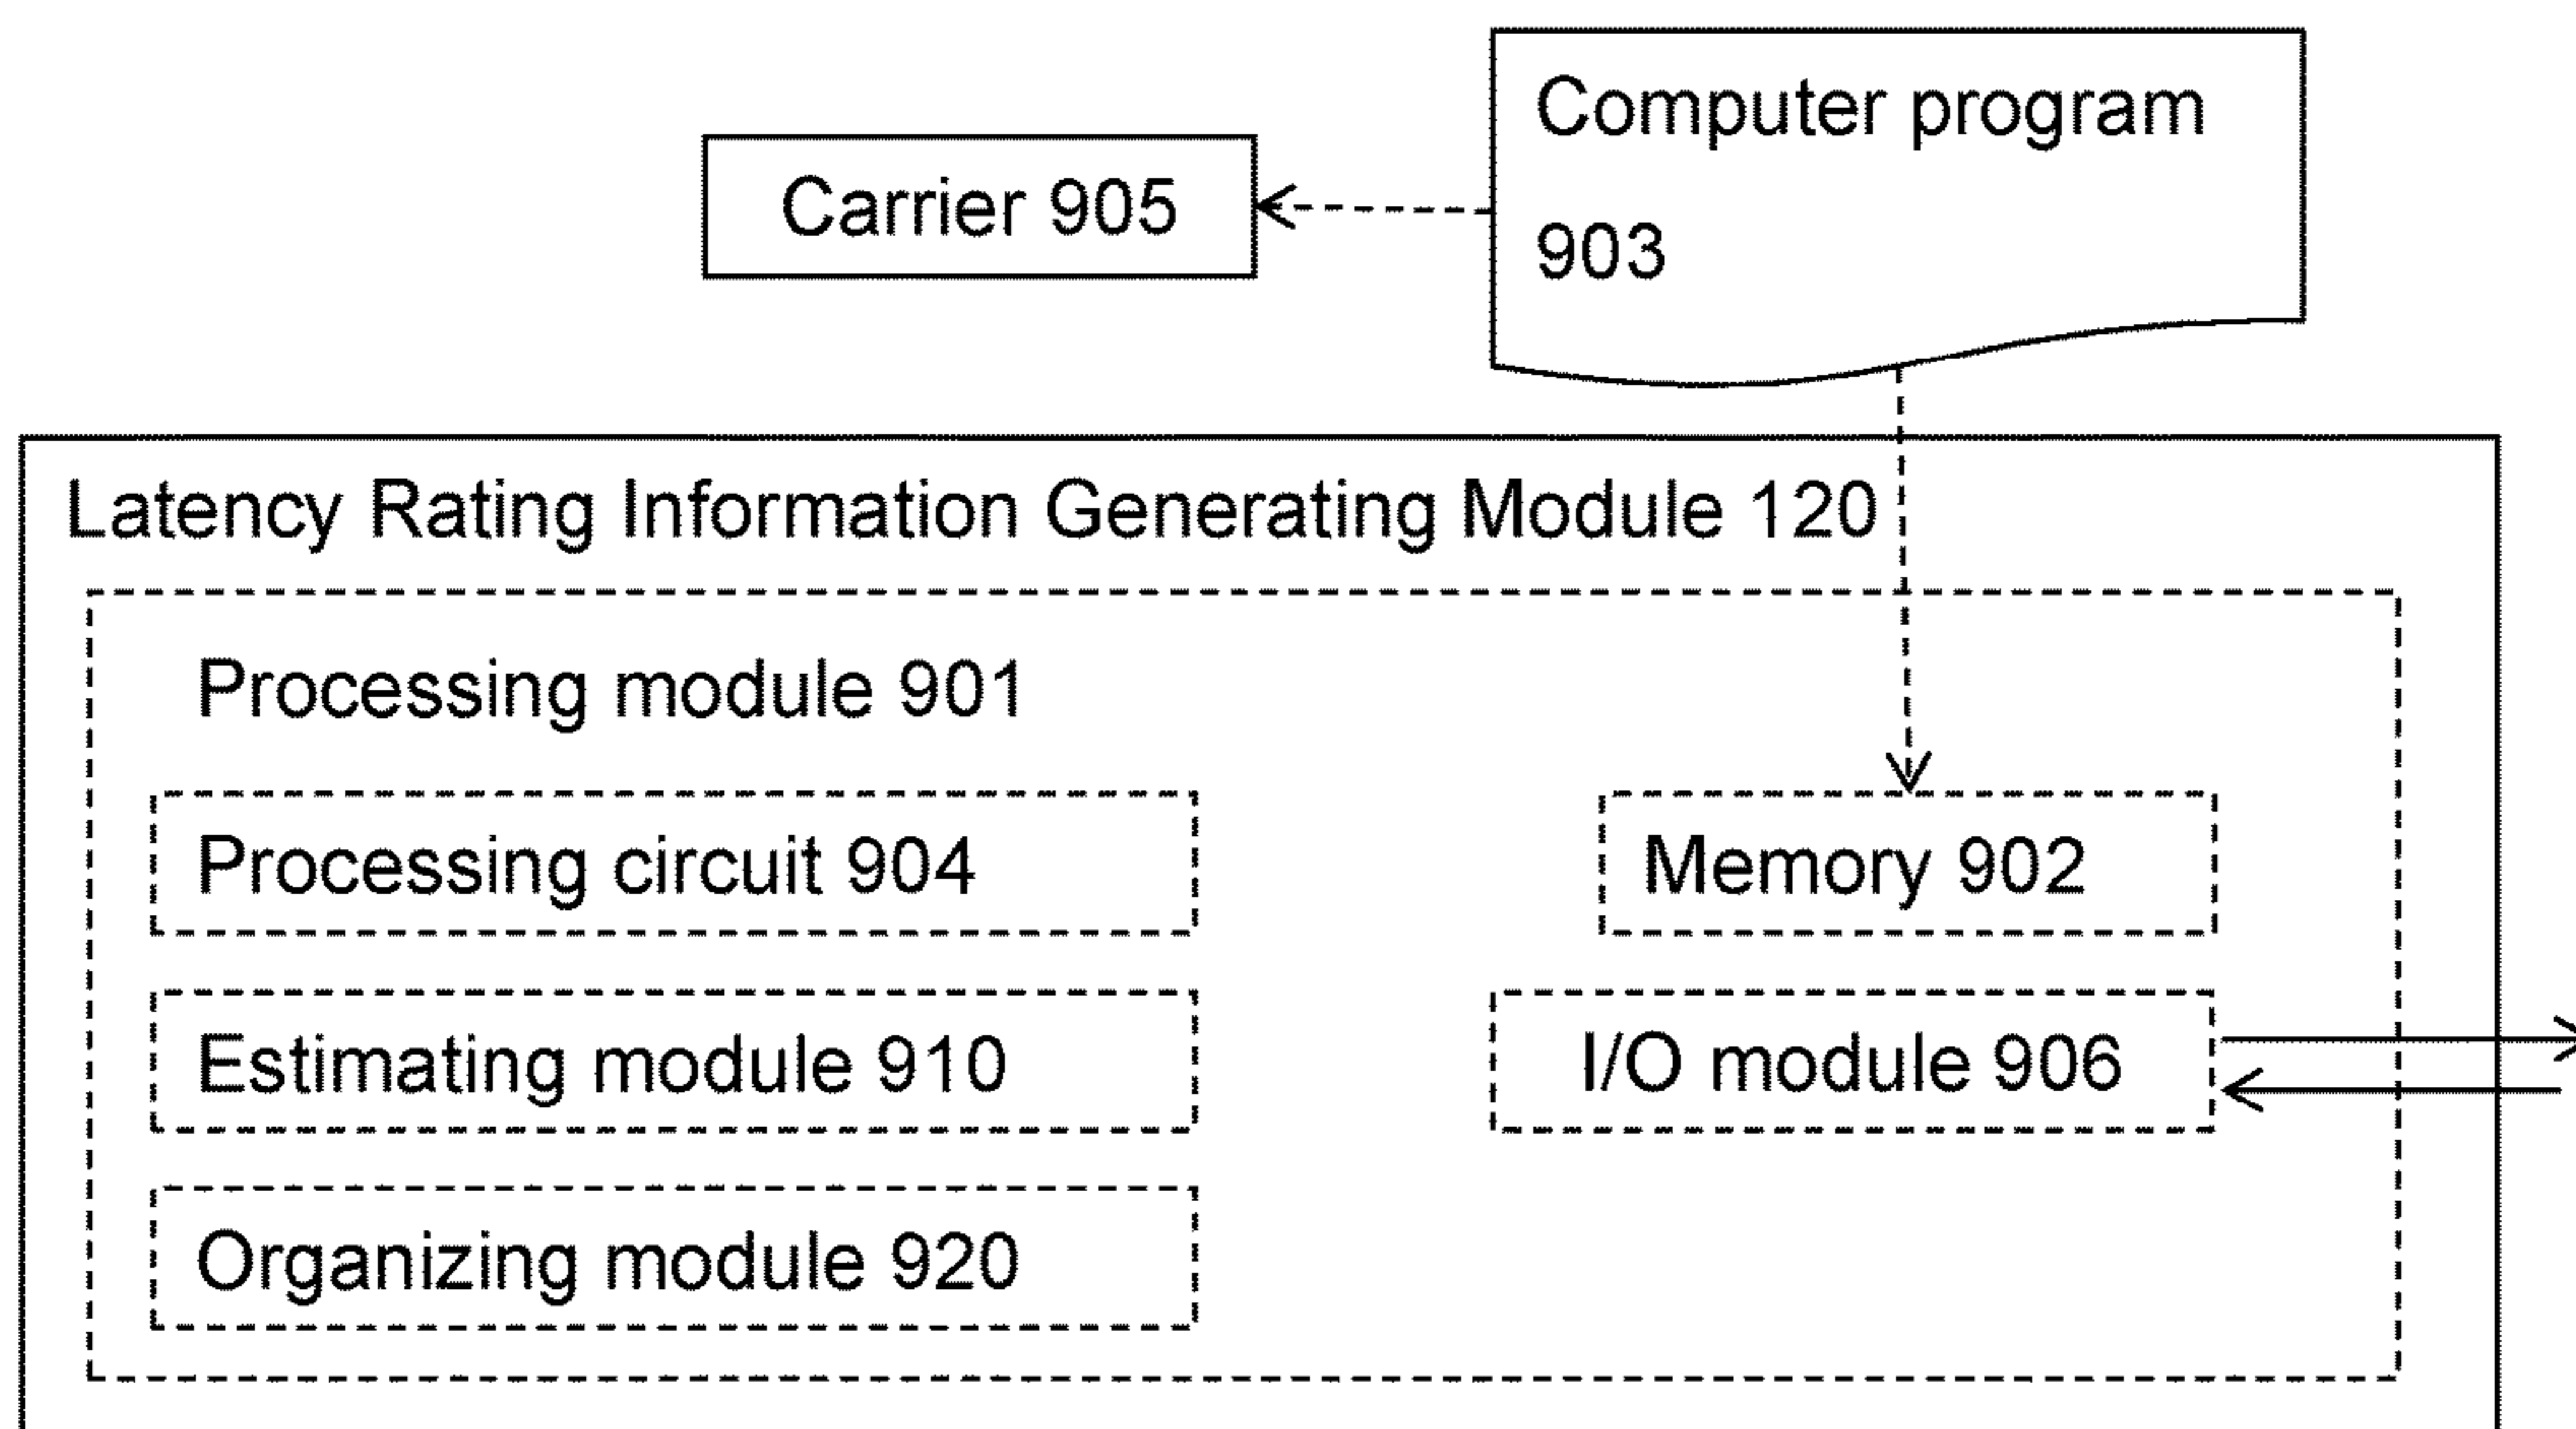 Computer program
903
Carrier 905
Latency Rating Information Generating Module 120
Processing module 901
Processing circuit 904
Memory 902
Estimating module 910
I/O module 906
Organizing module 920